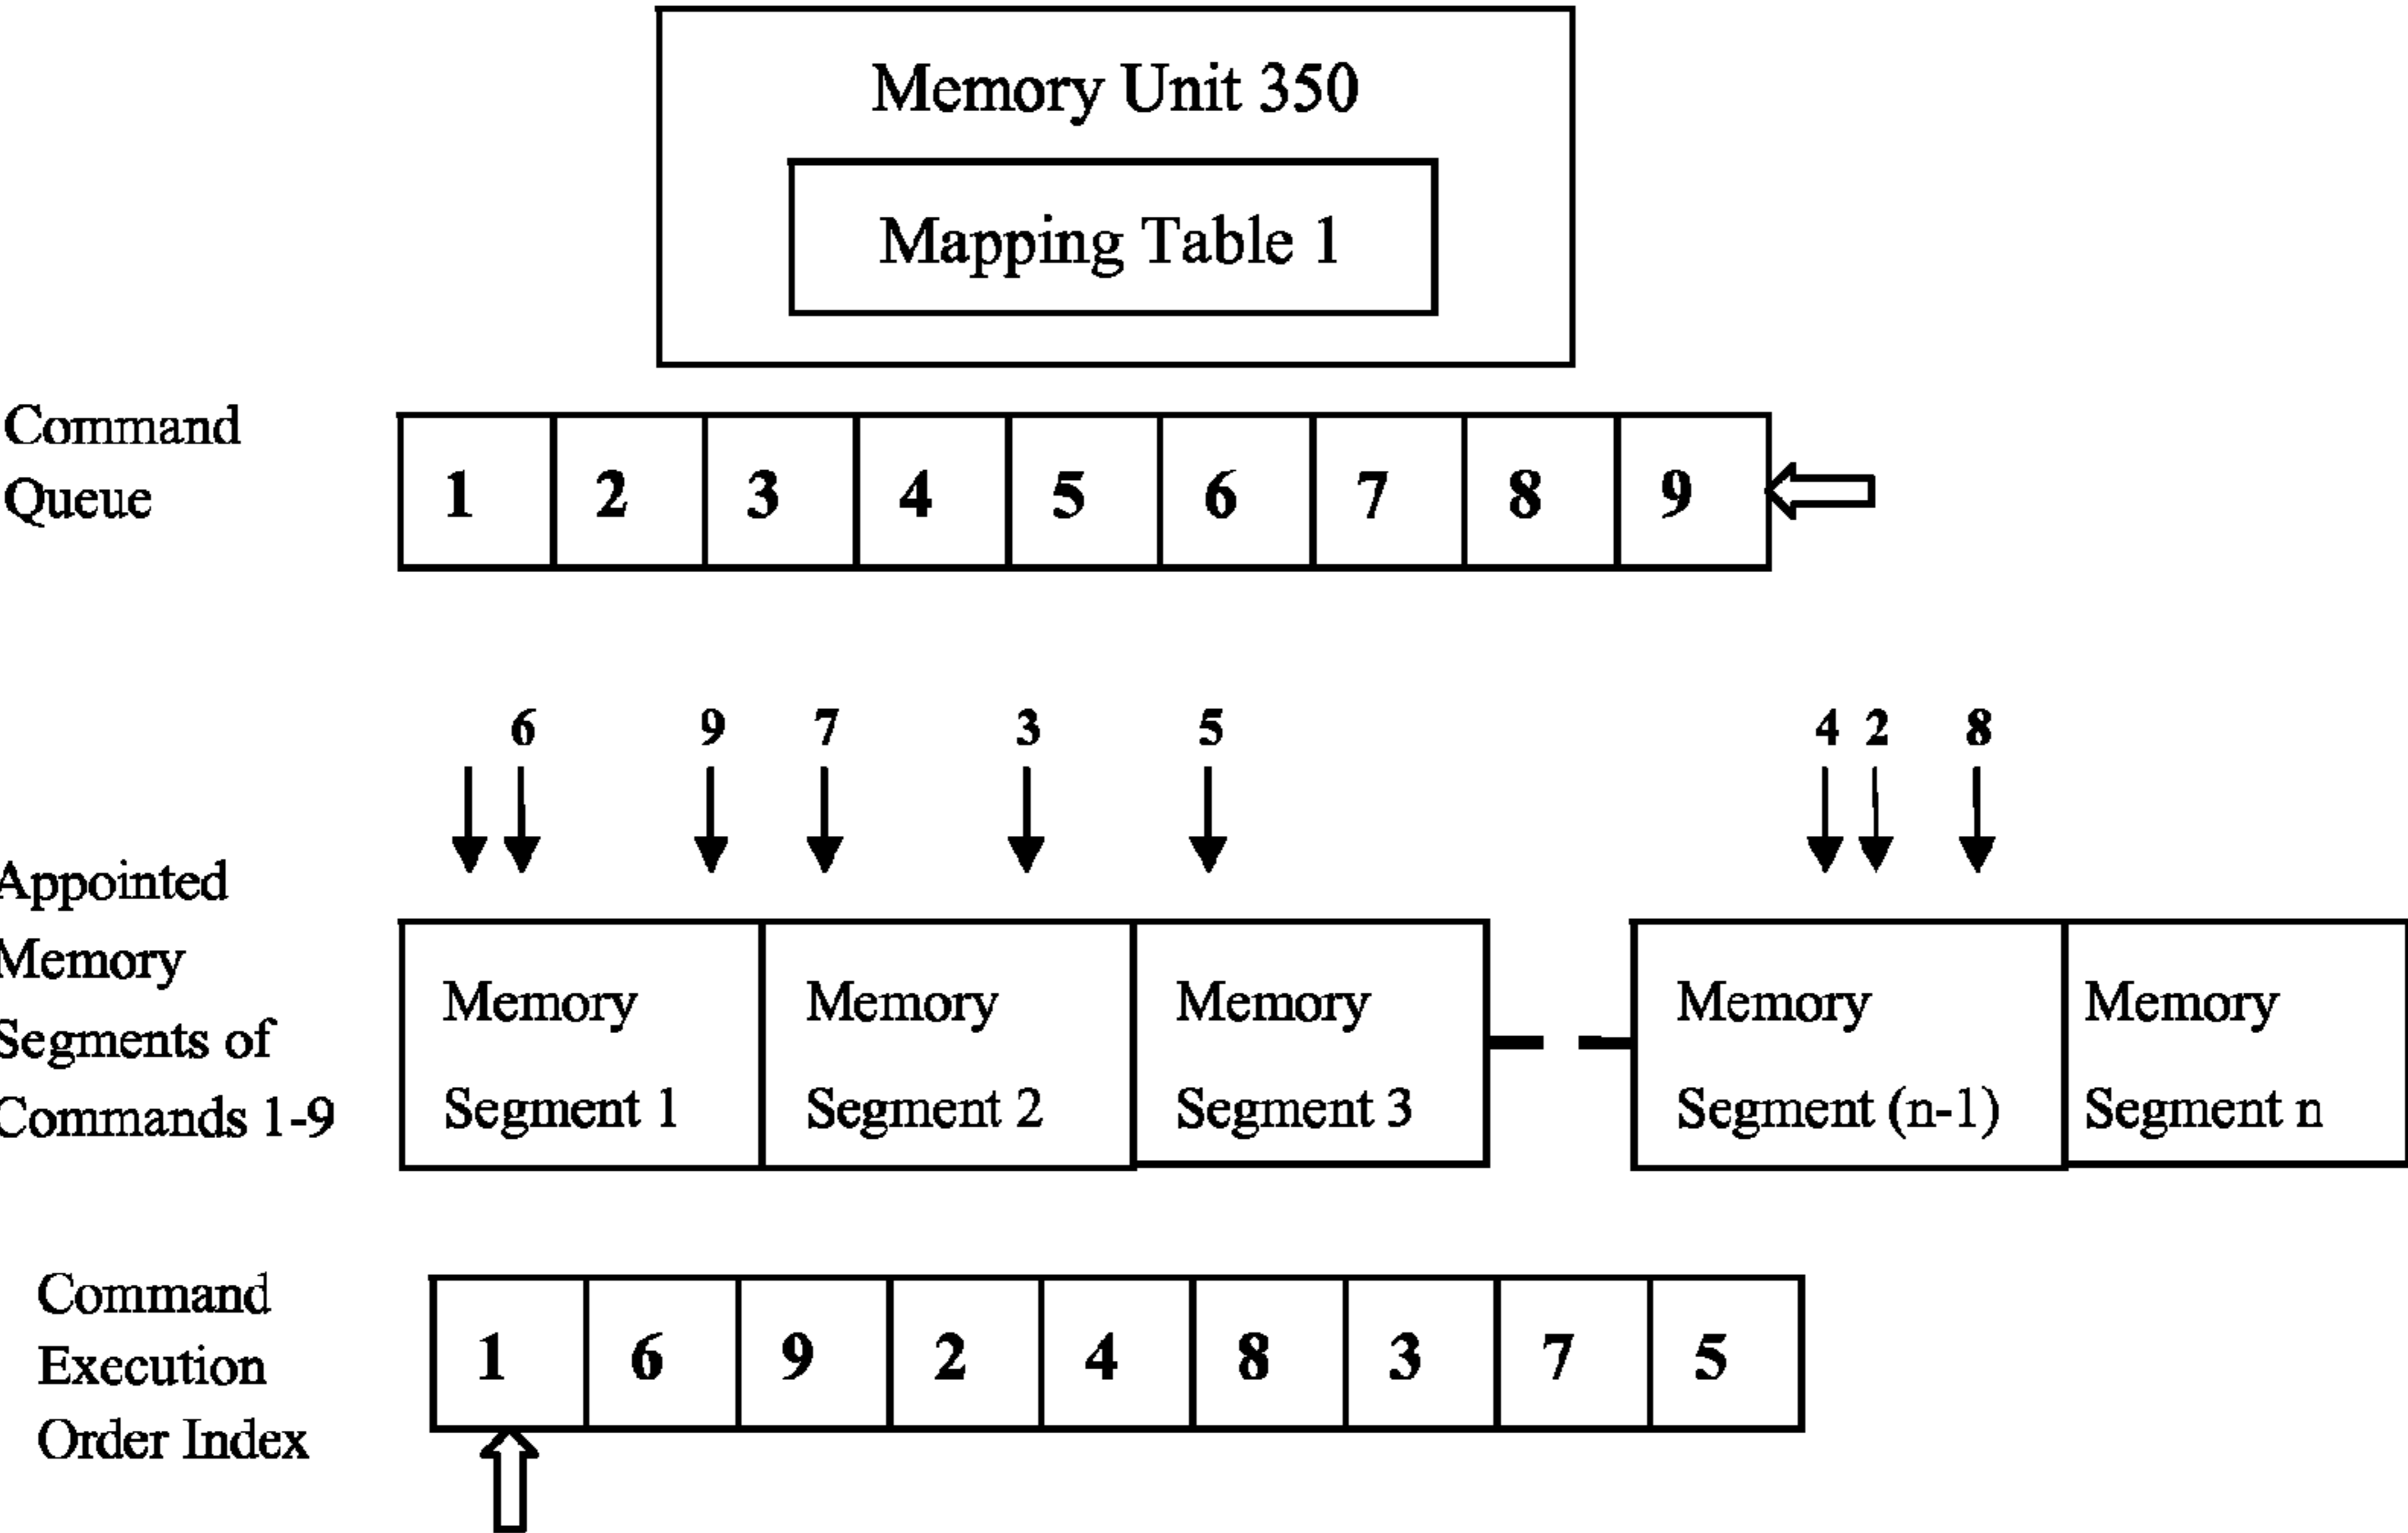 Memory Unit 350
Mapping Table 1
Command
Queue
1 2 3 4 5 6 7 8 9
6 9 7 3 5 4 2 8
Appointed
Memory
Segments of
Commands 1-9
Memory
Segment 1
Memory
Segment 2
Memory
Segment 3
Memory
Segment (n-1)
Memory
Segment n
Command
Execution
Order Index
1 6 9 2 4 8 3 7 5